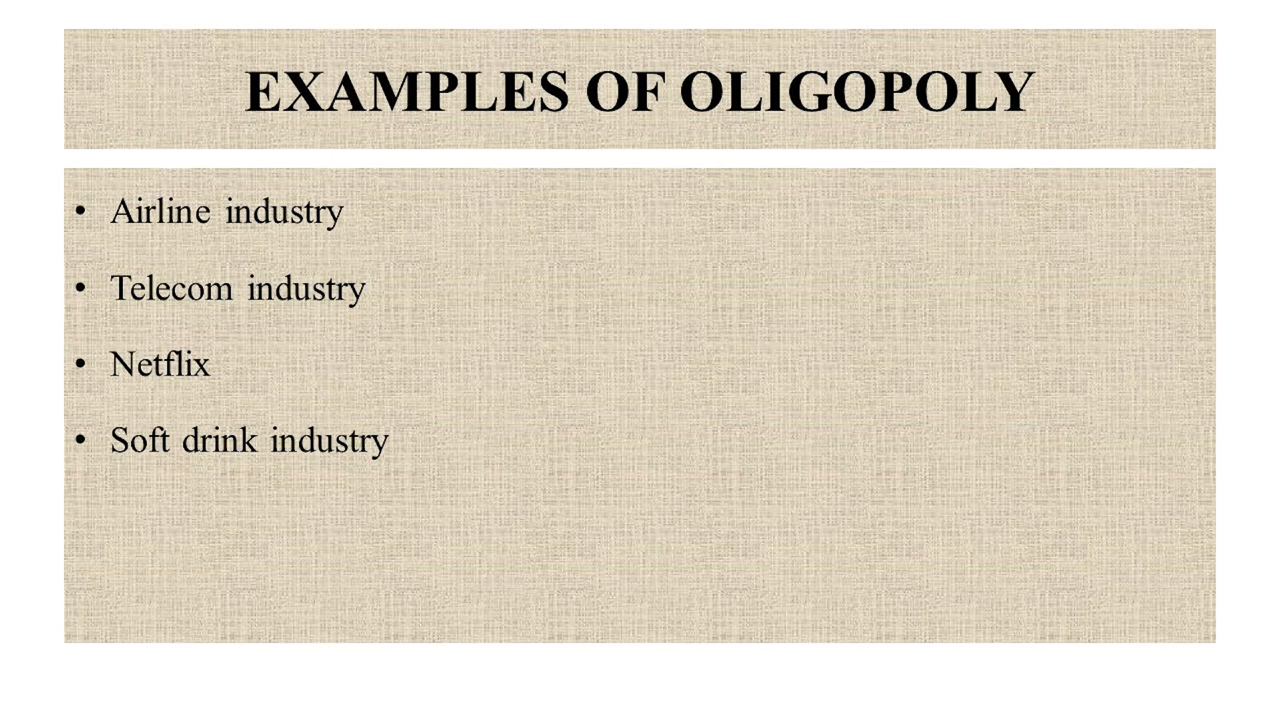 EXAMPLES OF OLIGOPOLY
• Airline industry
• Telecom industry
• Netflix
• Soft drink industry